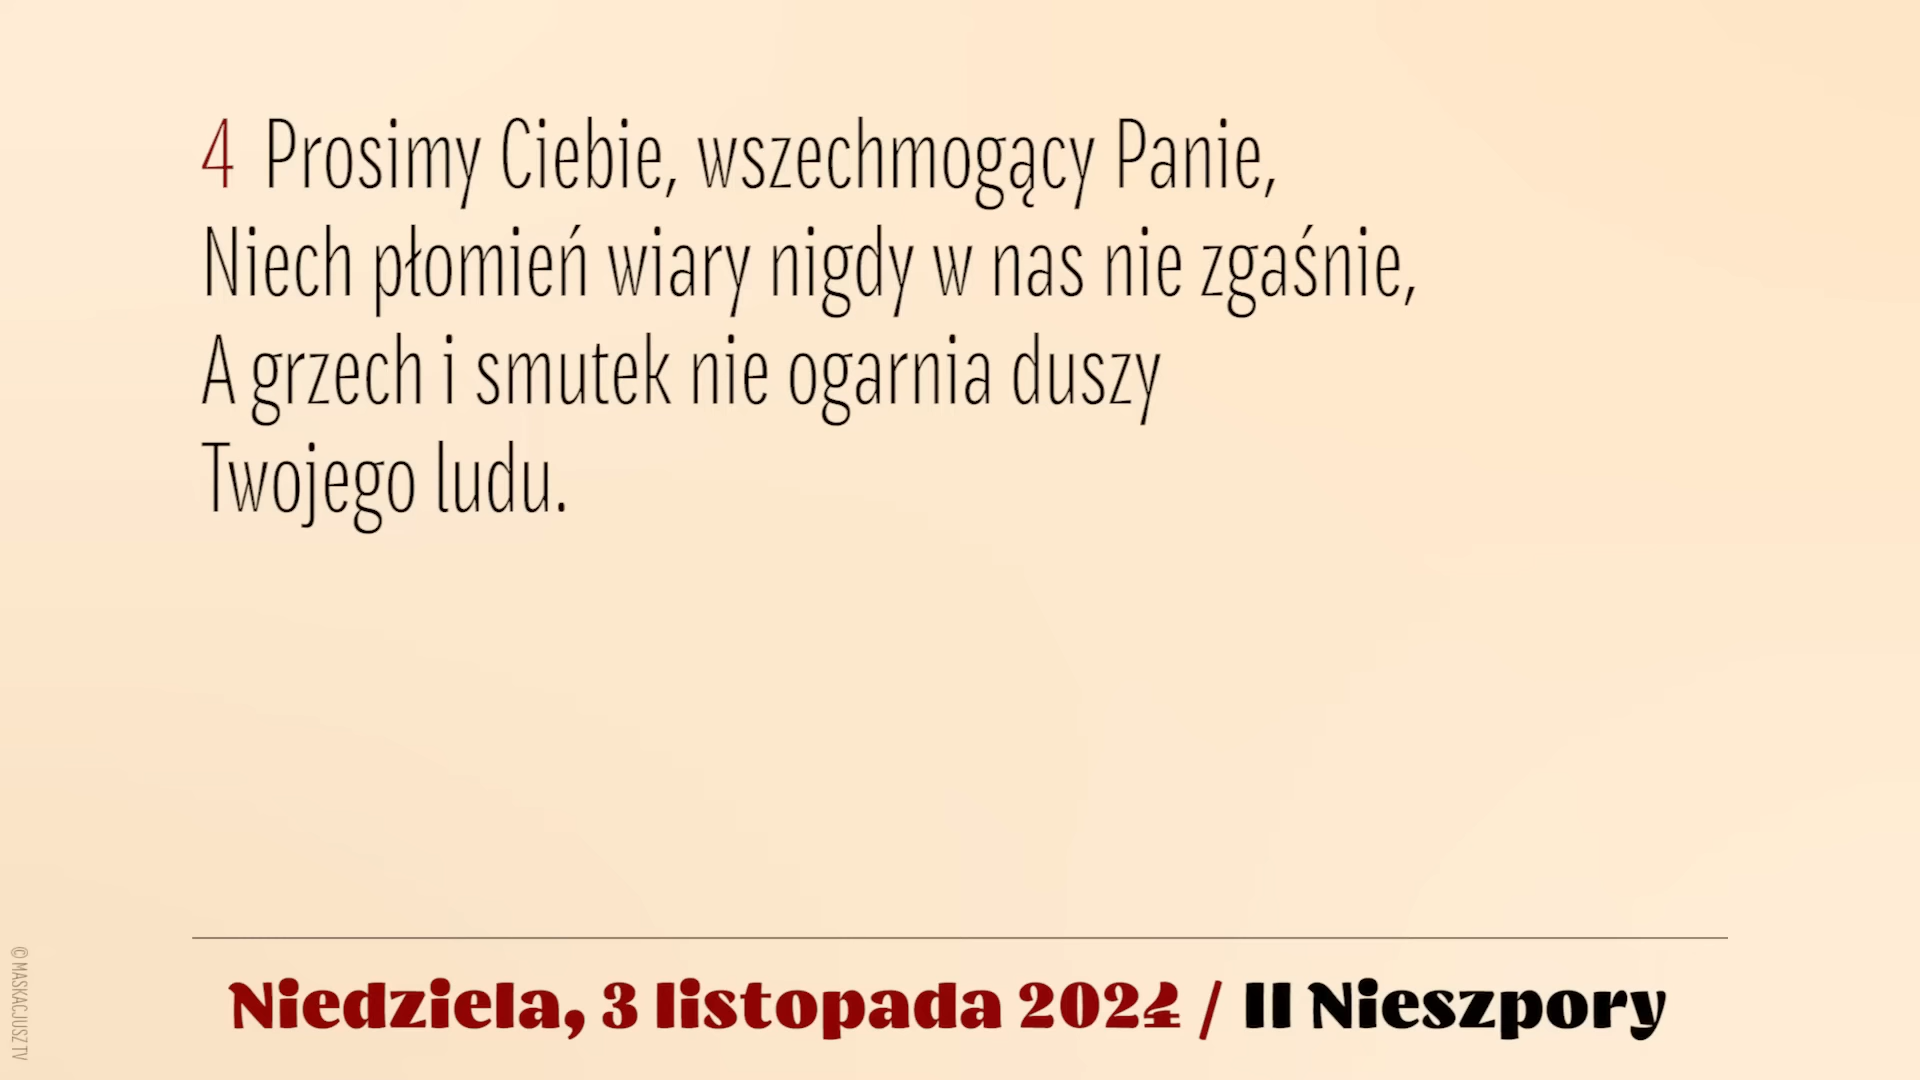 4 Prosimy Ciebie, wszechmogący Panie,
Niech płomień wiary nigdy w nas nie zgaśnie,
A grzech i smutek nie ogarnia duszy
Twojego ludu.
Niedziela, 3 listopada 2024 / II Nieszpory
© MASKACJUSZ TV